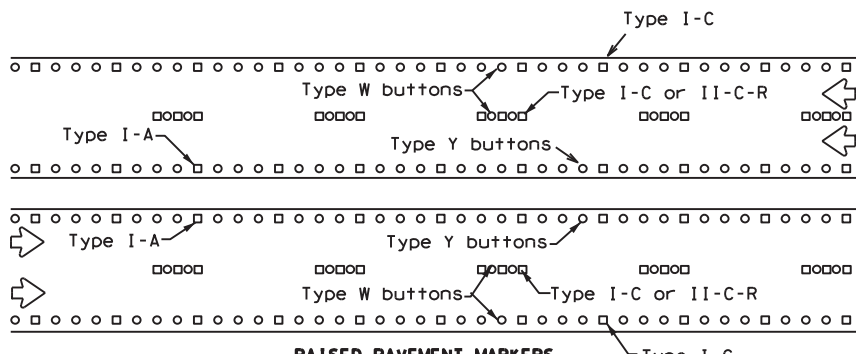 Type I-C
Type W buttons
Type I-C or II-C-R
Type I-A
Type Y buttons
Type I-A
Type Y buttons
Type W buttons
Type I-C or II-C-R
RAISED PAVEMENT MARKERS
Type I-C